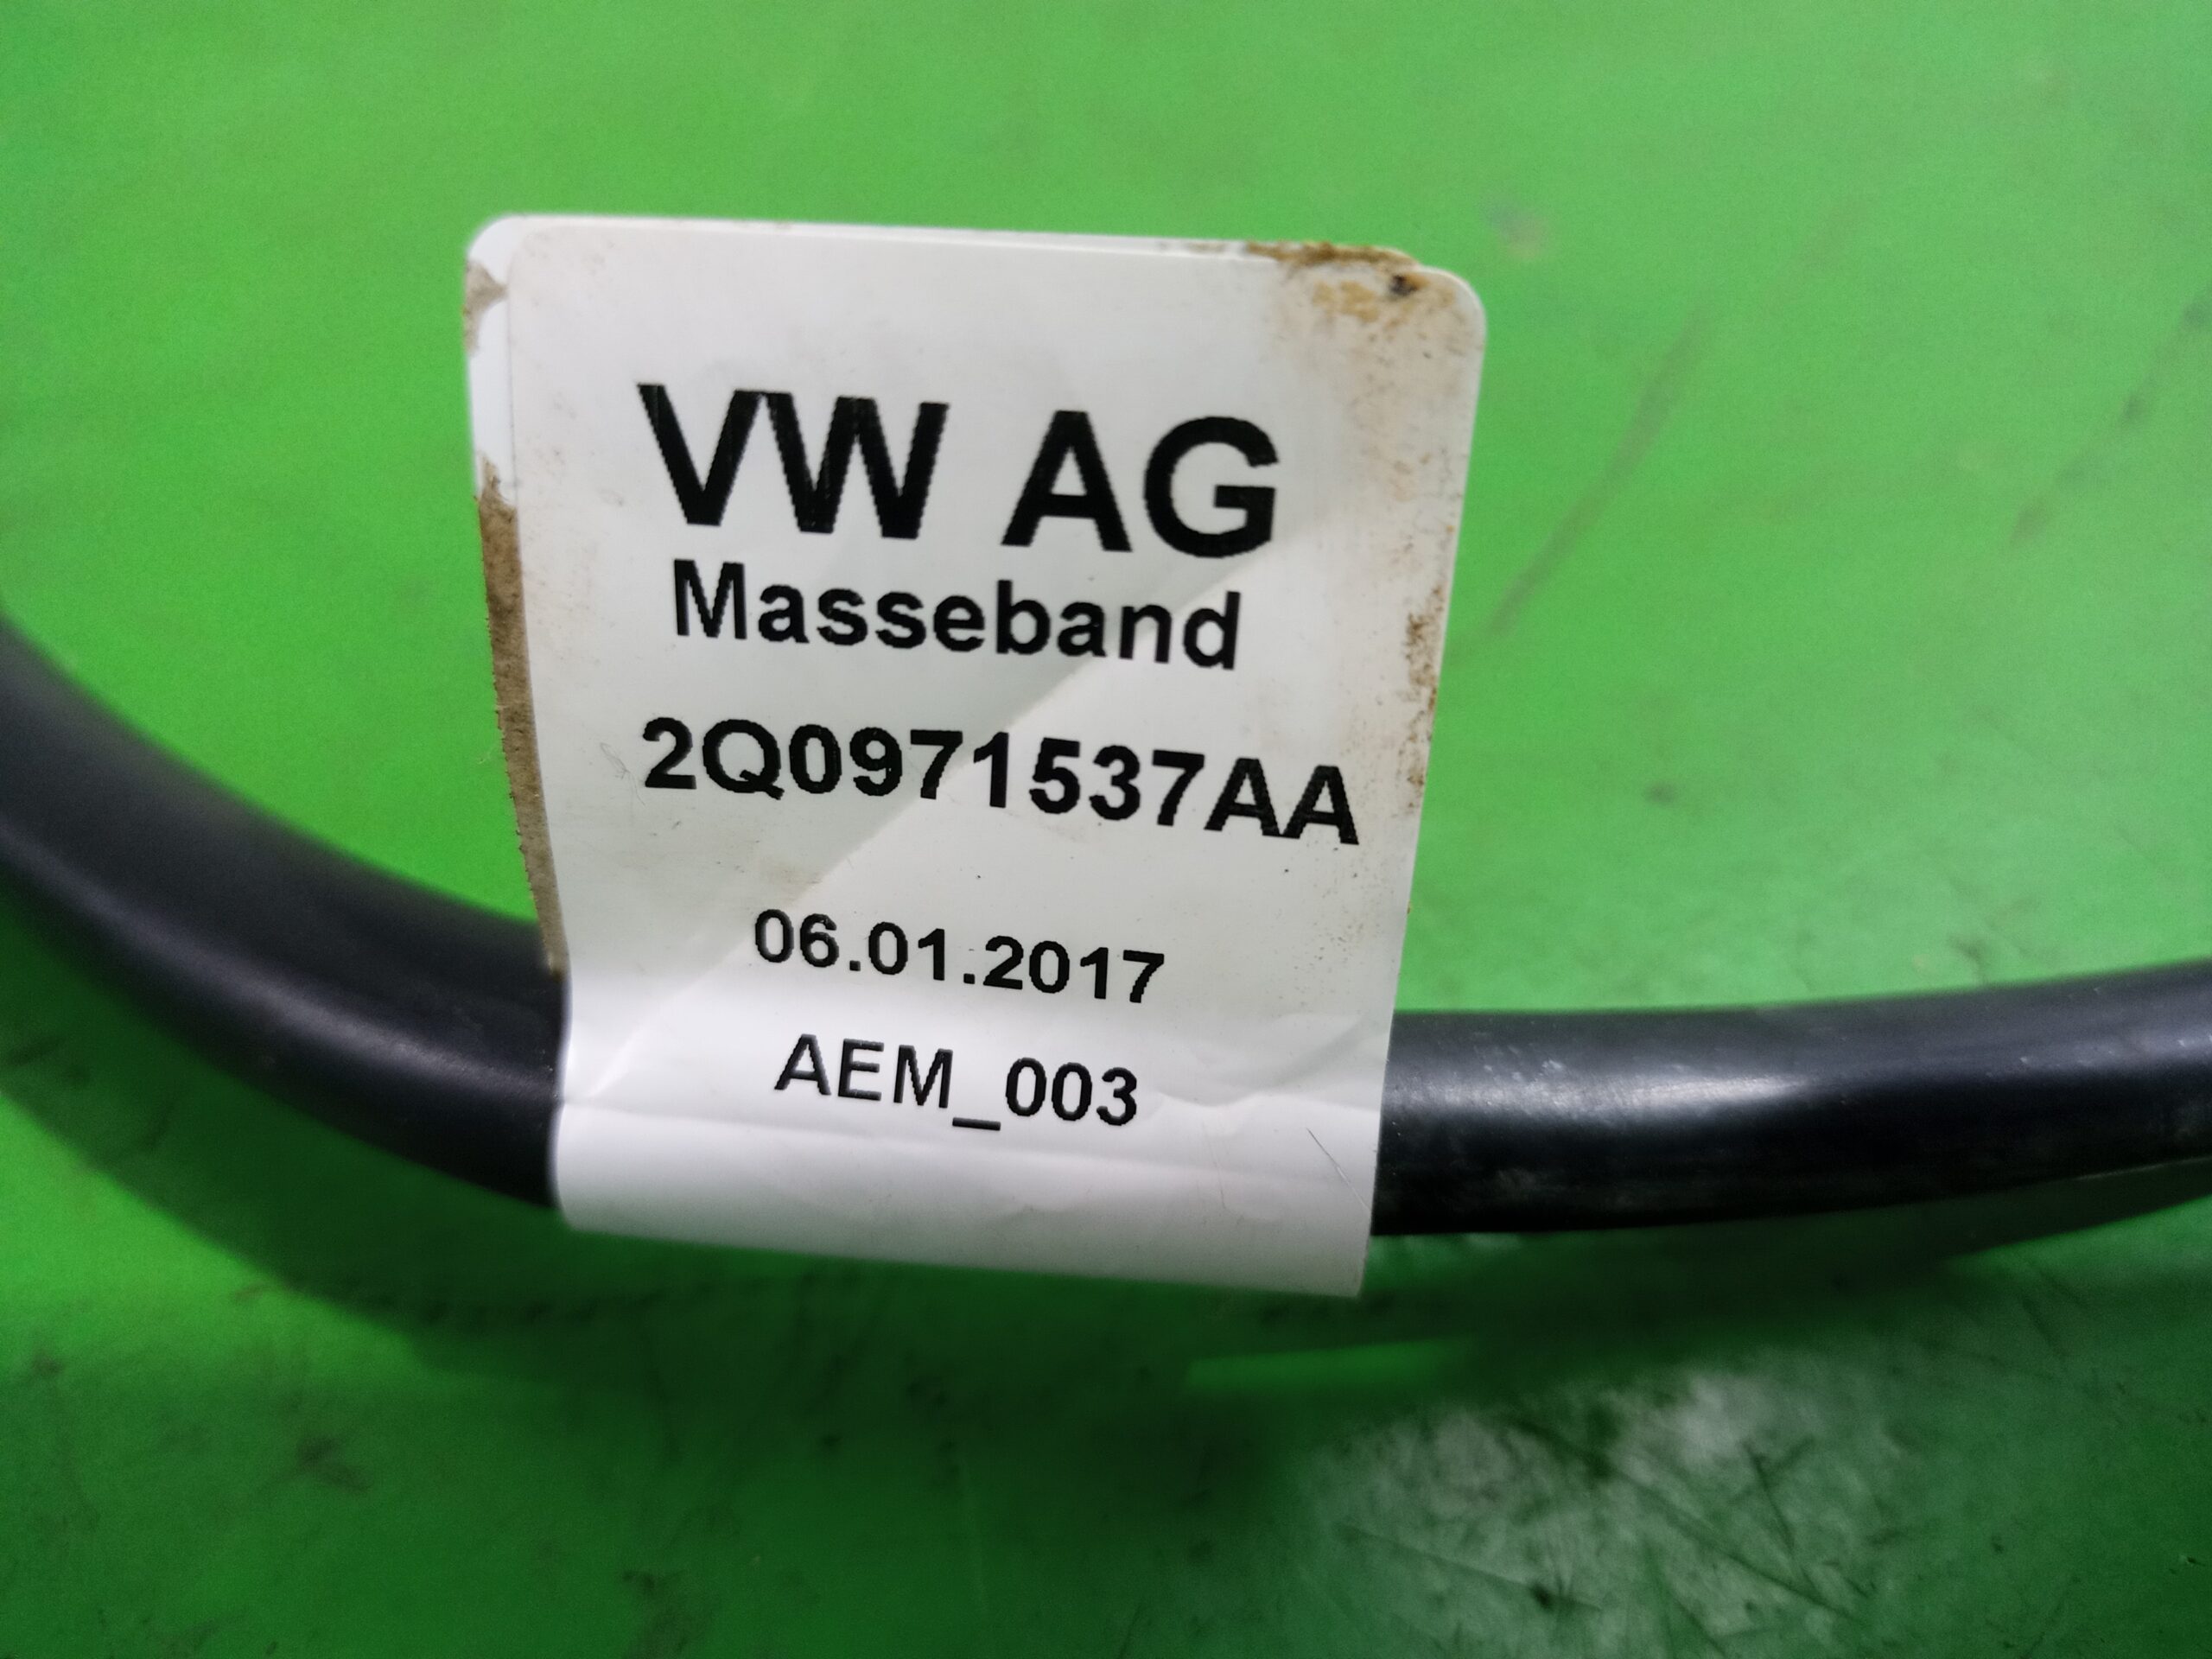 VW AG
Masseband
2Q0971537AA
06.01.2017
AEM_003